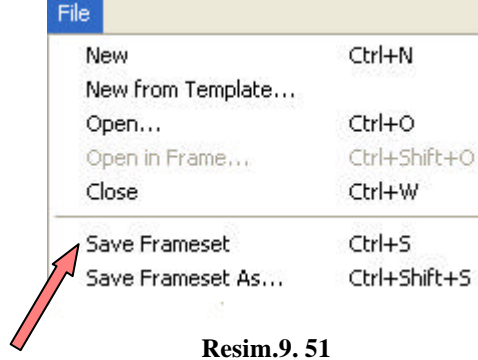 File
New Ctrl+N
New from Template...
Open... Ctrl+O
Open in Frame... Ctrl+Shift+O
Close Ctrl+W
Save Frameset Ctrl+S
Save Frameset As... Ctrl+Shift+S
Resim.9. 51